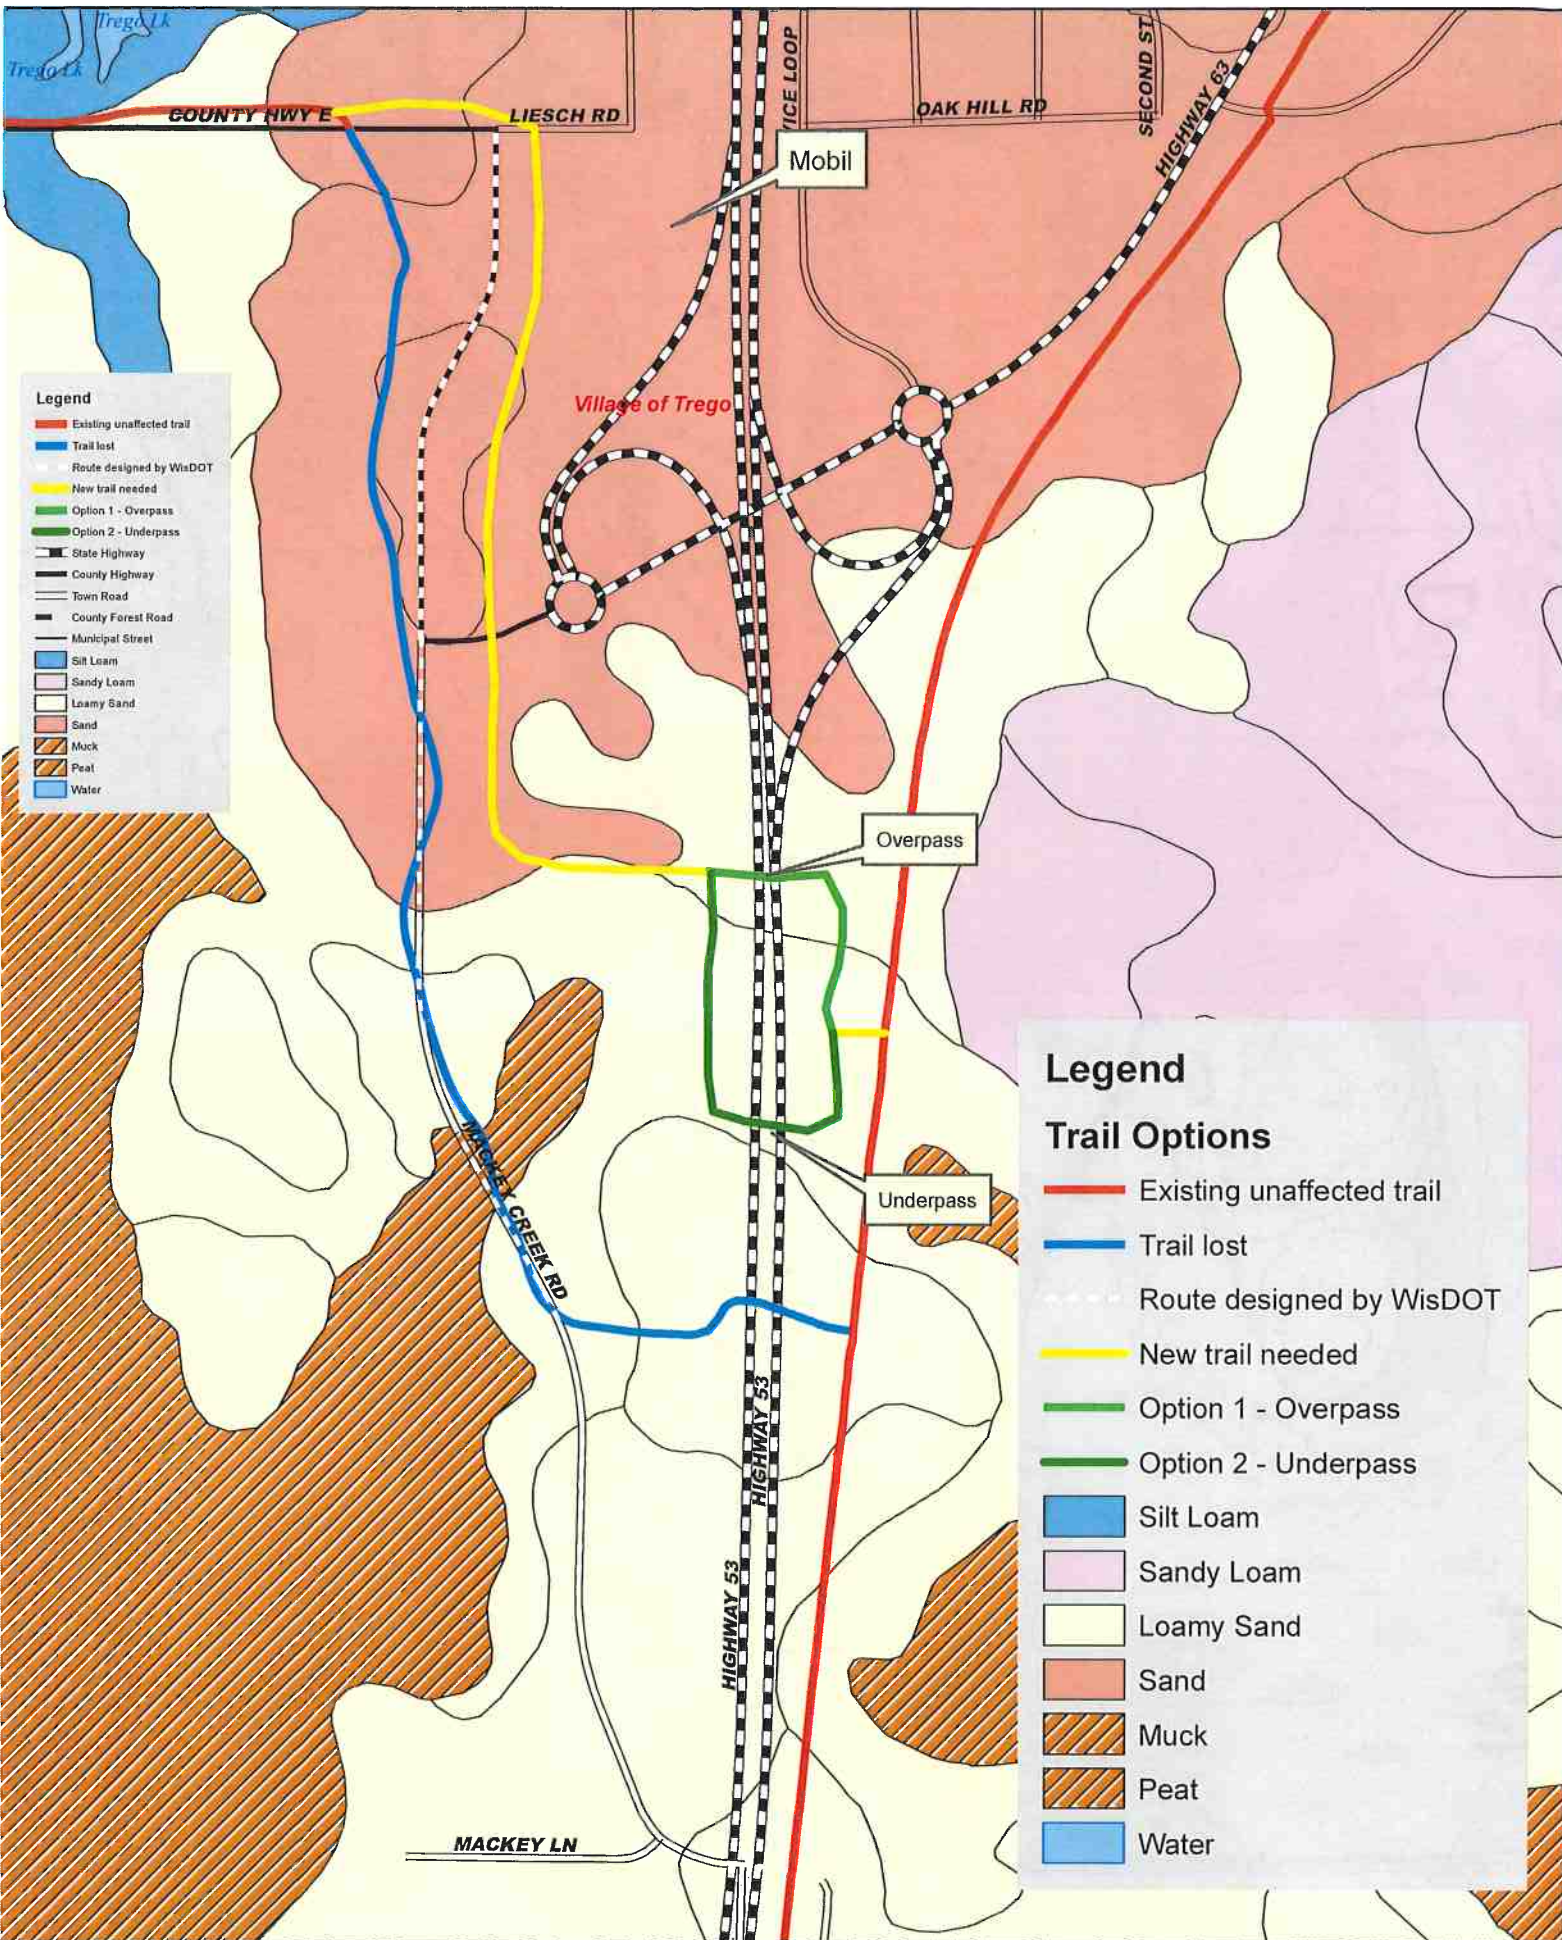 Trego Lk
Trego Lk
COUNTY HWY E
LIESCH RD
VICE LOOP
OAK HILL RD
SECOND ST
HIGHWAY 63
Mobil
Village of Trego
Legend
Existing unaffected trail
Trail lost
Route designed by WisDOT
New trail needed
Option 1 - Overpass
Option 2 - Underpass
State Highway
County Highway
Town Road
County Forest Road
Municipal Street
Silt Loam
Sandy Loam
Loamy Sand
Sand
Muck
Peat
Water
Overpass
Underpass
MACKEY CREEK RD
HIGHWAY 53
HIGHWAY 53
MACKEY LN
Legend
Trail Options
Existing unaffected trail
Trail lost
Route designed by WisDOT
New trail needed
Option 1 - Overpass
Option 2 - Underpass
Silt Loam
Sandy Loam
Loamy Sand
Sand
Muck
Peat
Water